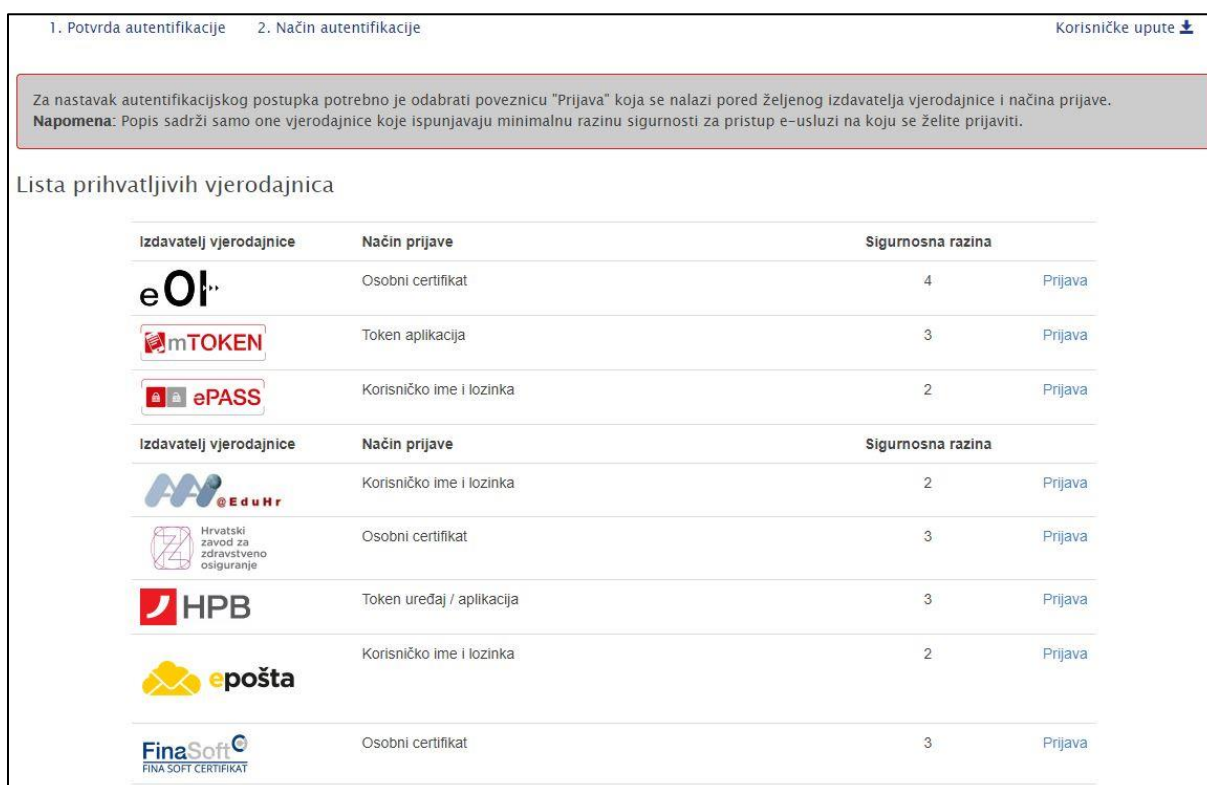 1. Potvrda autentifikacije 2. Način autentifikacije Korisničke upute
Za nastavak autentifikacijskog postupka potrebno je odabrati poveznicu "Prijava" koja se nalazi pored željenog izdavatelja vjerodajnice i načina prijave.
Napomena: Popis sadrži samo one vjerodajnice koje ispunjavaju minimalnu razinu sigurnosti za pristup e-usluzi na koju se želite prijaviti.
Lista prihvatljivih vjerodajnica
Izdavatelj vjerodajnice Način prijave Sigurnosna razina
eOI Osobni certifikat 4 Prijava
mTOKEN Token aplikacija 3 Prijava
ePASS Korisničko ime i lozinka 2 Prijava
Izdavatelj vjerodajnice Način prijave Sigurnosna razina
AAI@EduHr Korisničko ime i lozinka 2 Prijava
Hrvatski
zavod za
zdravstveno
osiguranje
Osobni certifikat 3 Prijava
HPB Token uređaj / aplikacija 3 Prijava
epošta Korisničko ime i lozinka 2 Prijava
FinaSoft Osobni certifikat 3 Prijava
FINA SOFT CERTIFIKAT